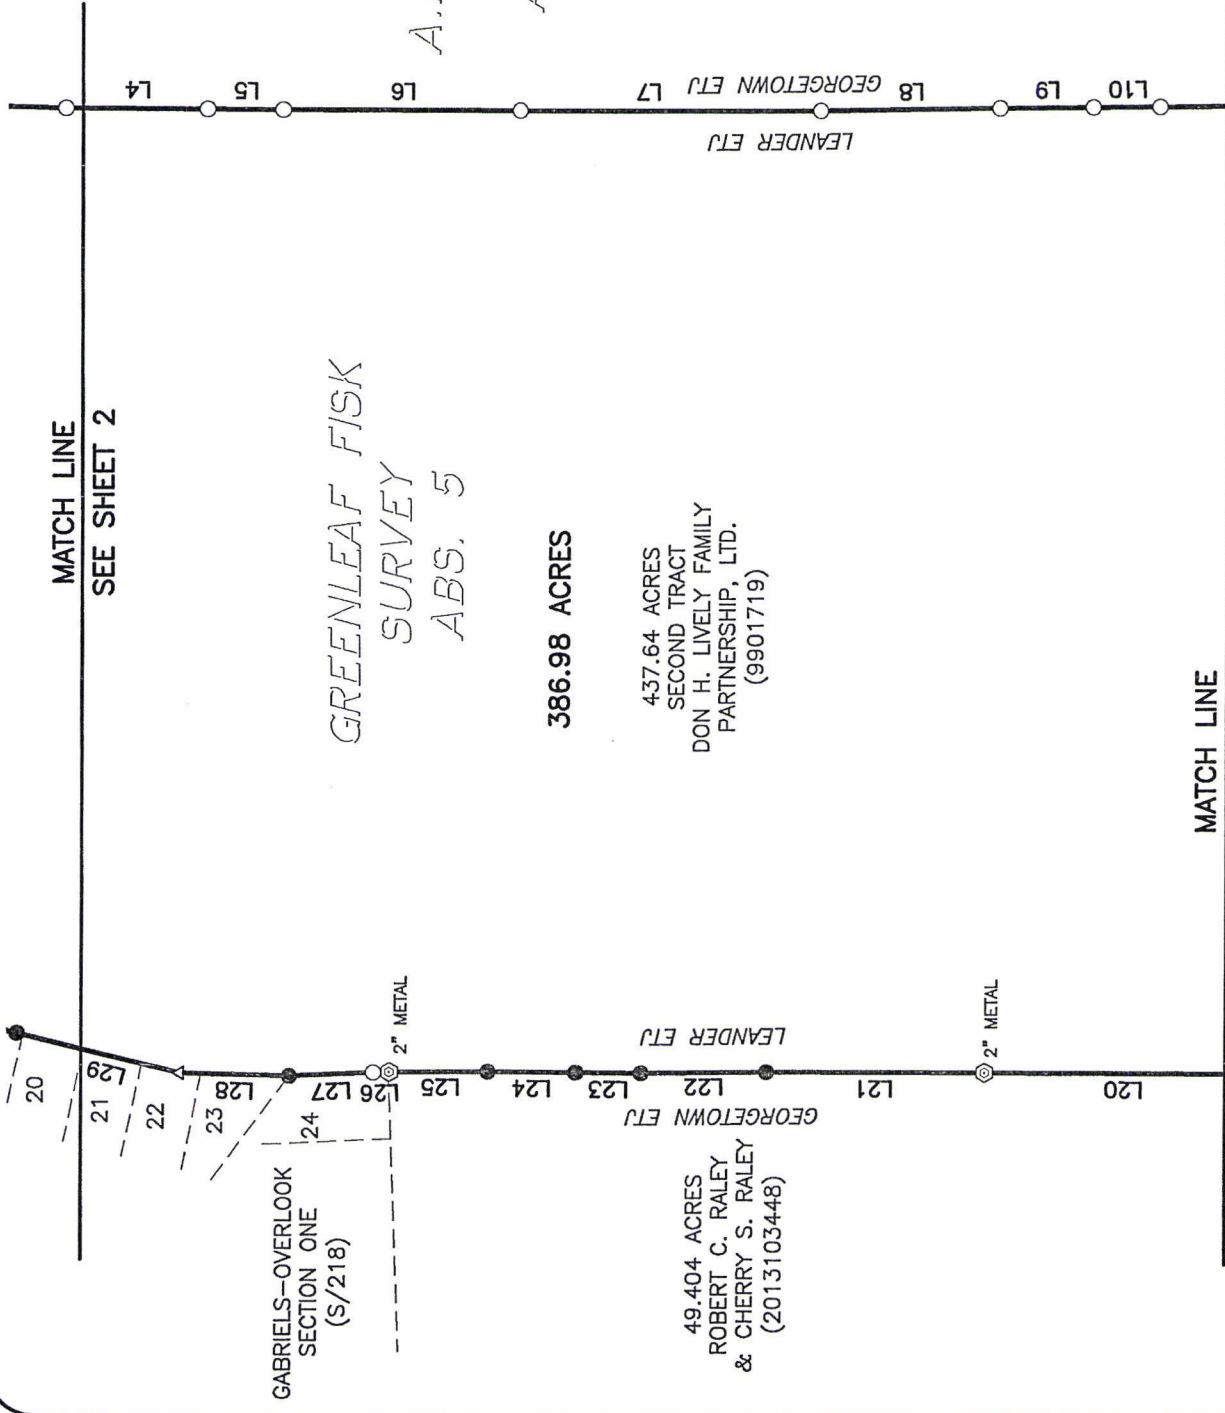 MATCH LINE
SEE SHEET 2
L4
L5
L6
L7
GEORGETOWN ETJ
L8
L9
L10
LEANDER ETJ
A.
GREENLEAF FISK
SURVEY
ABS. 5
386.98 ACRES
437.64 ACRES
SECOND TRACT
DON H. LIVELY FAMILY
PARTNERSHIP, LTD.
(9901719)
20
21
22
23
24
L29
L28
L27
L26
2" METAL
L25
L24
L23
L22
L21
2" METAL
L20
LEANDER ETJ
GEORGETOWN ETJ
GABRIELS-OVERLOOK
SECTION ONE
(S/218)
49.404 ACRES
ROBERT C. RALEY
& CHERRY S. RALEY
(2013103448)
MATCH LINE